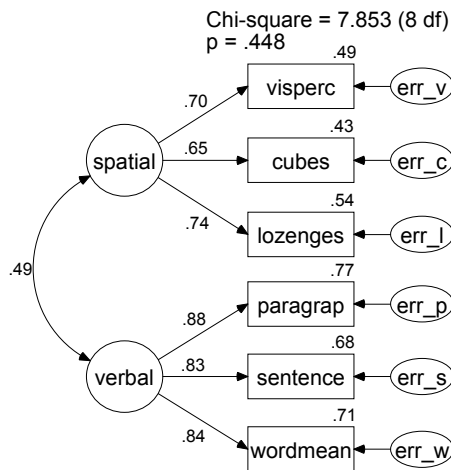 Chi-square = 7.853 (8 df)
p = .448
.49
.70
visperc
err_v
.43
spatial
.65
cubes
err_c
.54
.74
lozenges
err_l
.49
.77
.88
paragrap
err_p
.68
verbal
.83
sentence
err_s
.71
.84
wordmean
err_w